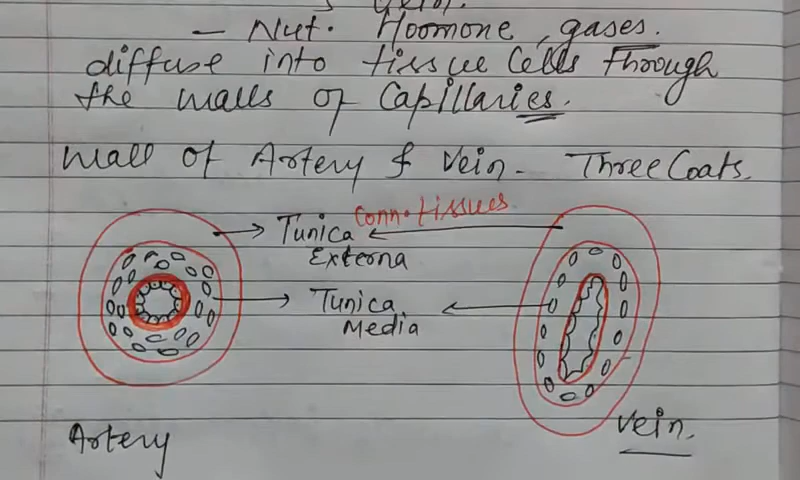 - Nut. Hoomone, gases.
diffuse into tissue Cells Through
the walls of Capillaries.
Wall of Artery & Vein. Three Coats.
Conn. tissues
Tunica
Externa
Tunica
Media
Artery
Vein.